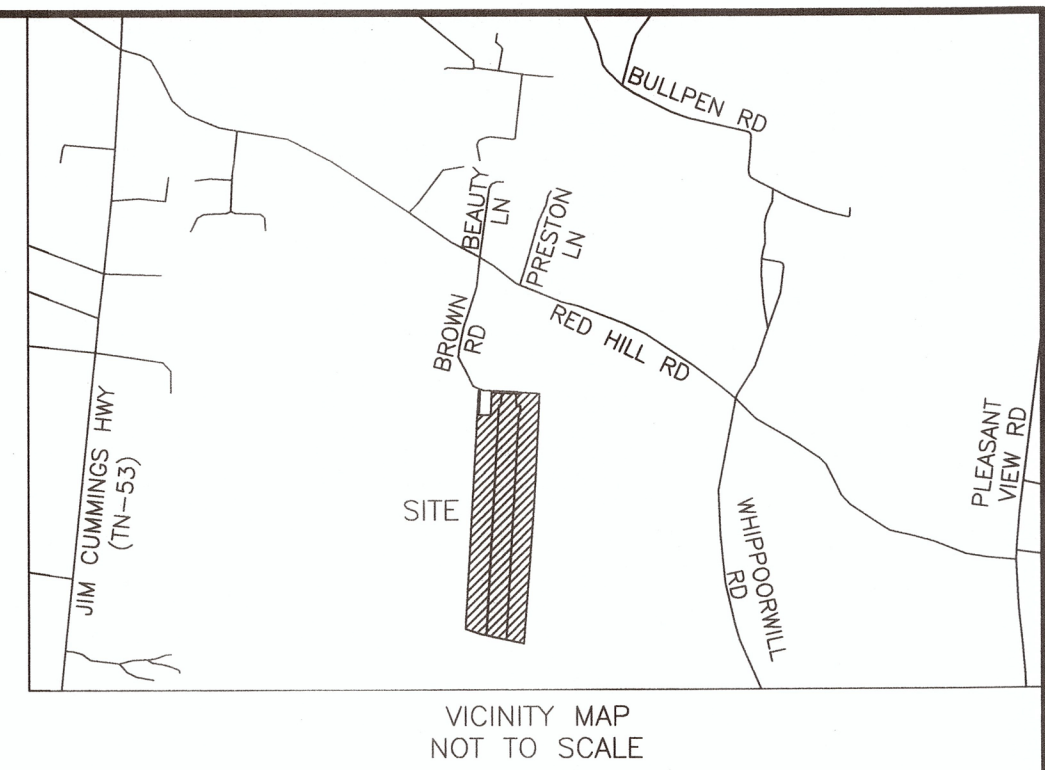 BULLPEN RD
BEAUTY
LN
PRESTON
LN
BROWN
RD
RED HILL RD
JIM CUMMINGS HWY
(TN-53)
SITE
WHIPPOORWILL
RD
PLEASANT
VIEW RD
VICINITY MAP
NOT TO SCALE